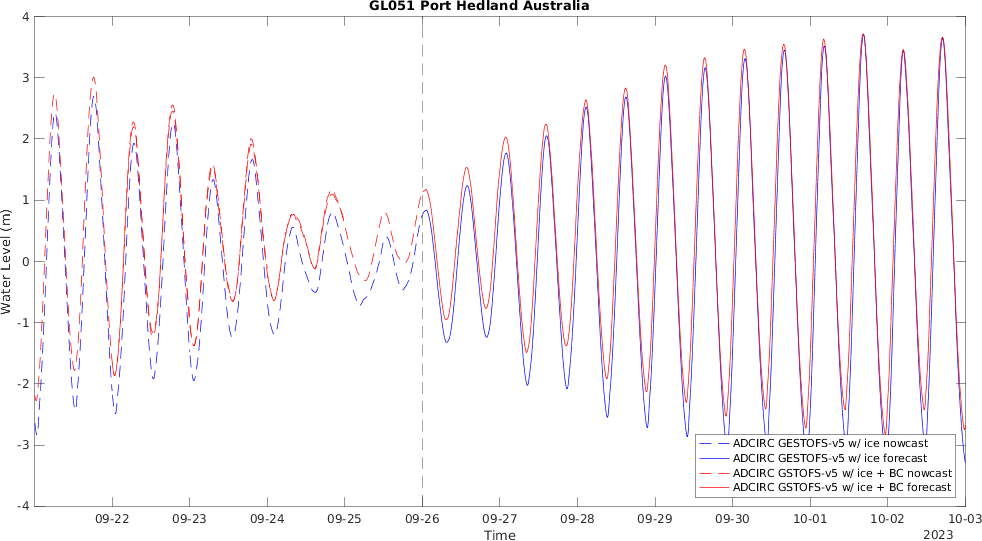 GL051 Port Hedland Australia
4
3
2
1
0
-1
-2
-3
-4
Water Level (m)
ADCIRC GESTOFS-v5 w/ ice nowcast
ADCIRC GESTOFS-v5 w/ ice forecast
ADCIRC GSTOFS-v5 w/ ice + BC nowcast
ADCIRC GSTOFS-v5 w/ ice + BC forecast
09-22 09-23 09-24 09-25 09-26 09-27 09-28 09-29 09-30 10-01 10-02 10-03
Time
2023